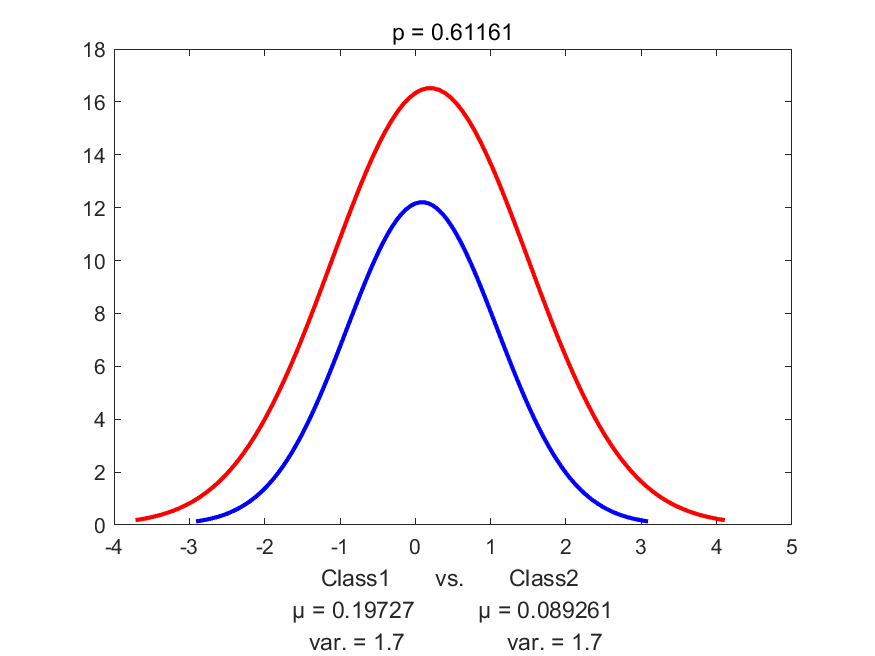 p = 0.61161
18
16
14
12
10
8
6
4
2
0
-4 -3 -2 -1 0 1 2 3 4 5
Class1 vs. Class2
μ = 0.19727 μ = 0.089261
var. = 1.7 var. = 1.7